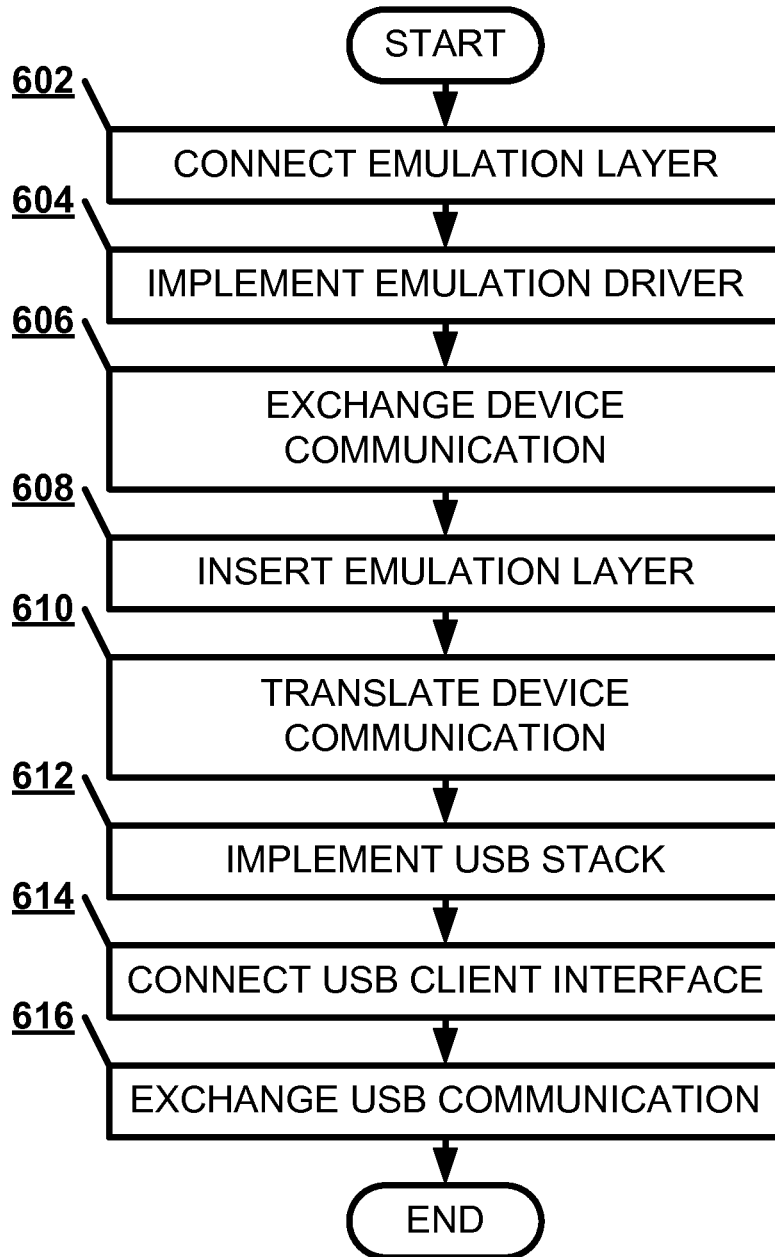 START
602
CONNECT EMULATION LAYER
604
IMPLEMENT EMULATION DRIVER
606
EXCHANGE DEVICE
COMMUNICATION
608
INSERT EMULATION LAYER
610
TRANSLATE DEVICE
COMMUNICATION
612
IMPLEMENT USB STACK
614
CONNECT USB CLIENT INTERFACE
616
EXCHANGE USB COMMUNICATION
END